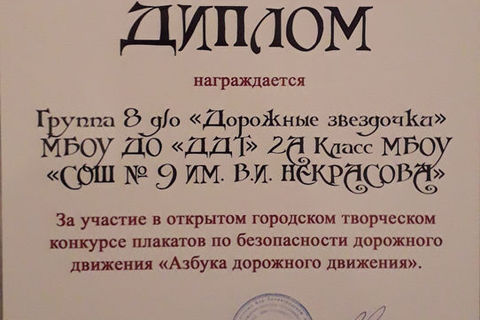 ДИПЛОМ
награждается
Группа 8 д/о «Дорожные звездочки»
МБОУ ДО «ДДТ» 2А Класс МБОУ
«СОШ № 9 ИМ. В.И. НЕКРАСОВА»
За участие в открытом городском творческом
конкурсе плакатов по безопасности дорожного
движения «Азбука дорожного движения».